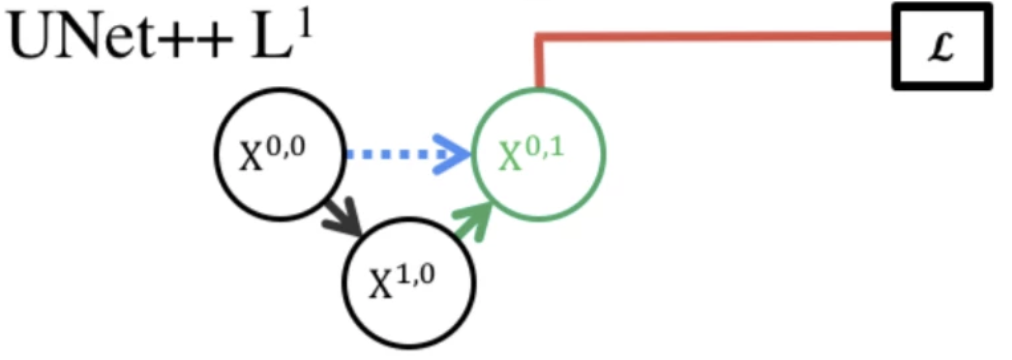 UNet++ L¹
ℒ
X⁰,⁰
X⁰,¹
X¹,⁰